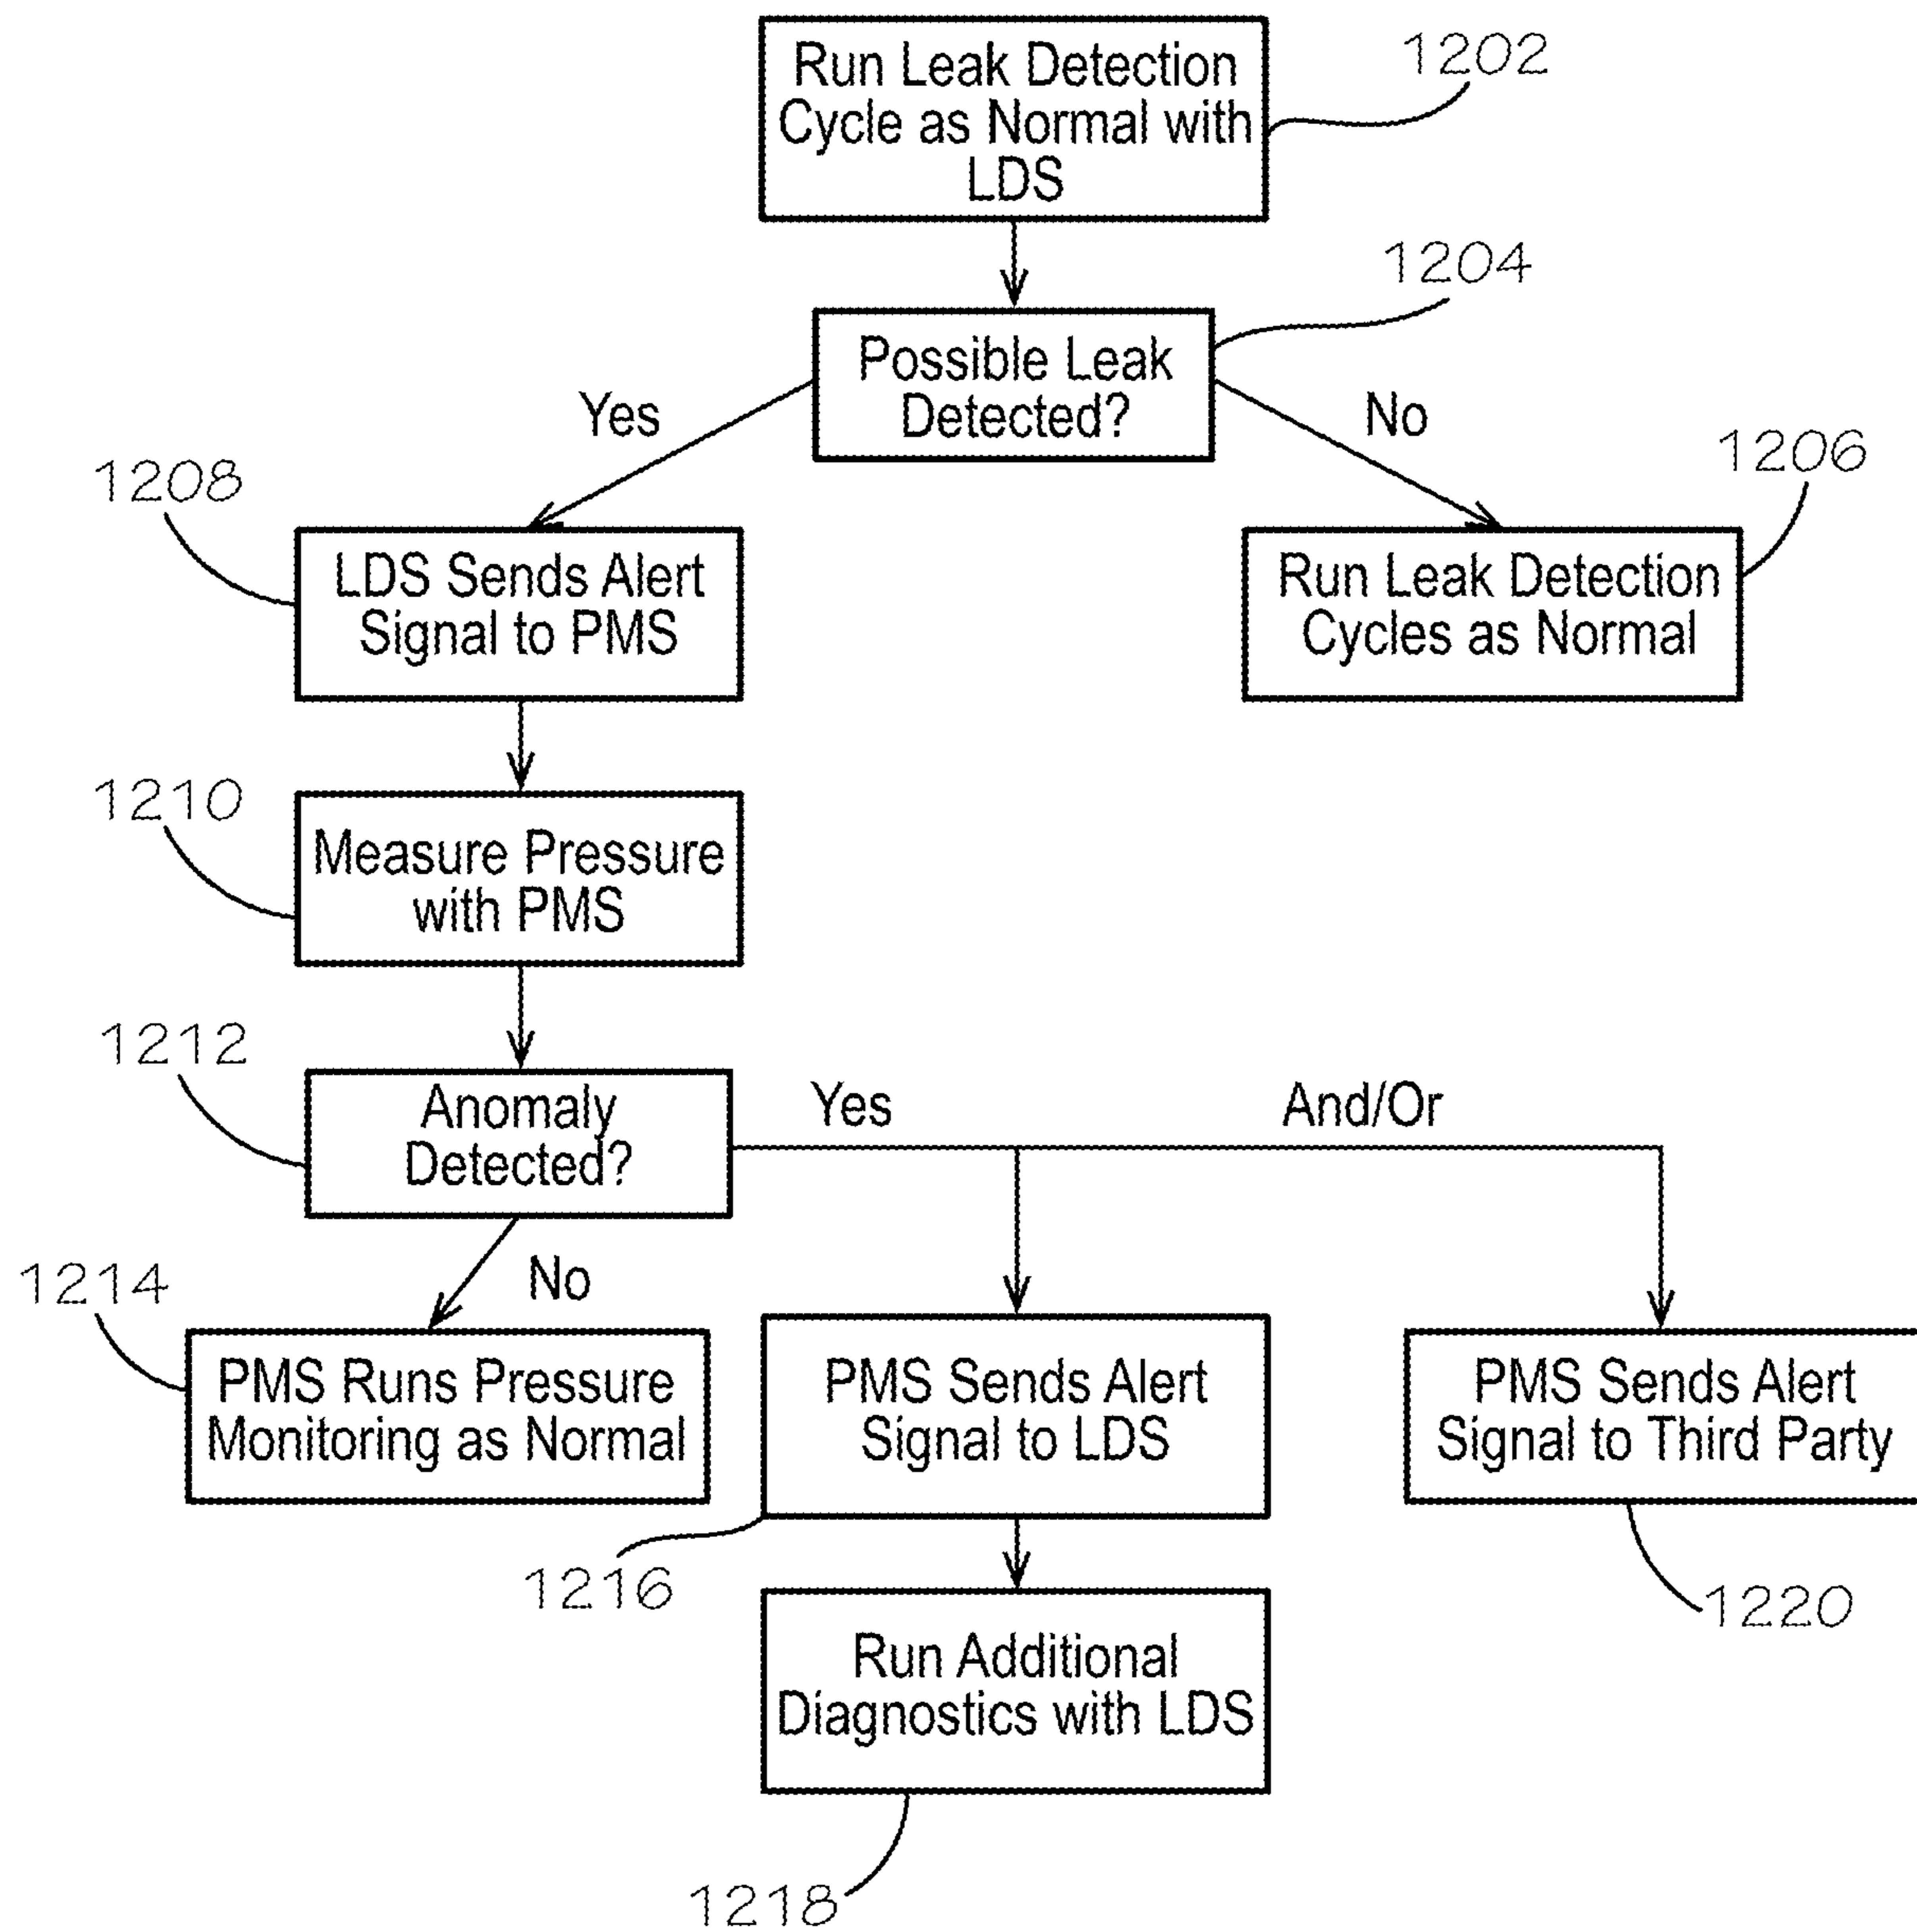 Run Leak Detection
Cycle as Normal with
LDS
1202
1204
Possible Leak
Detected?
Yes
No
1208
1206
LDS Sends Alert
Signal to PMS
Run Leak Detection
Cycles as Normal
1210
Measure Pressure
with PMS
1212
Anomaly
Detected?
Yes
And/Or
No
1214
PMS Runs Pressure
Monitoring as Normal
PMS Sends Alert
Signal to LDS
PMS Sends Alert
Signal to Third Party
1216
1220
Run Additional
Diagnostics with LDS
1218